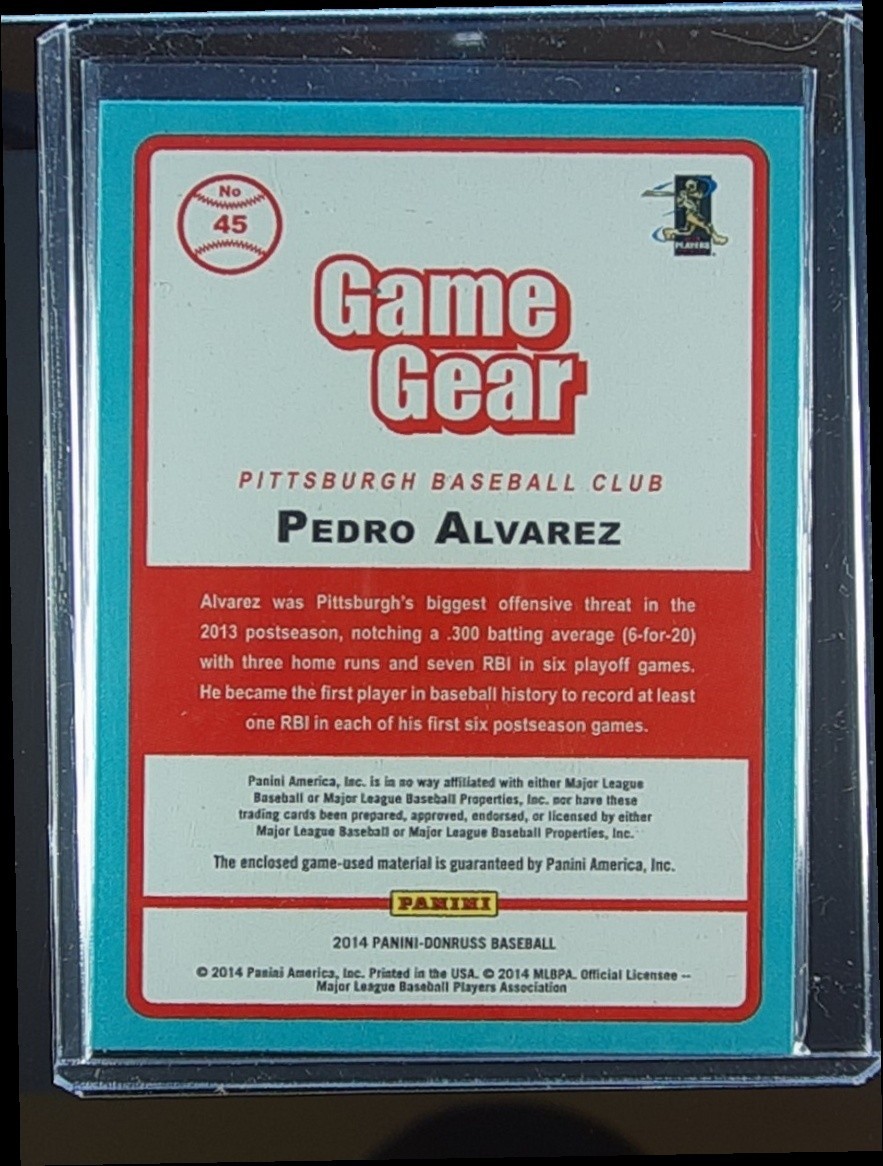 No
45
PLAYERS
Game
Gear
PITTSBURGH BASEBALL CLUB
PEDRO ALVAREZ
Alvarez was Pittsburgh's biggest offensive threat in the
2013 postseason, notching a .300 batting average (6-for-20)
with three home runs and seven RBI in six playoff games.
He became the first player in baseball history to record at least
one RBI in each of his first six postseason games.
Panini America, Inc. is in no way affiliated with either Major League
Baseball or Major League Baseball Properties, Inc. nor have these
trading cards been prepared, approved, endorsed, or licensed by either
Major League Baseball or Major League Baseball Properties, Inc.
The enclosed game-used material is guaranteed by Panini America, Inc.
PANINI
2014 PANINI-DONRUSS BASEBALL
© 2014 Panini America, Inc. Printed in the USA. © 2014 MLBPA. Official Licensee --
Major League Baseball Players Association